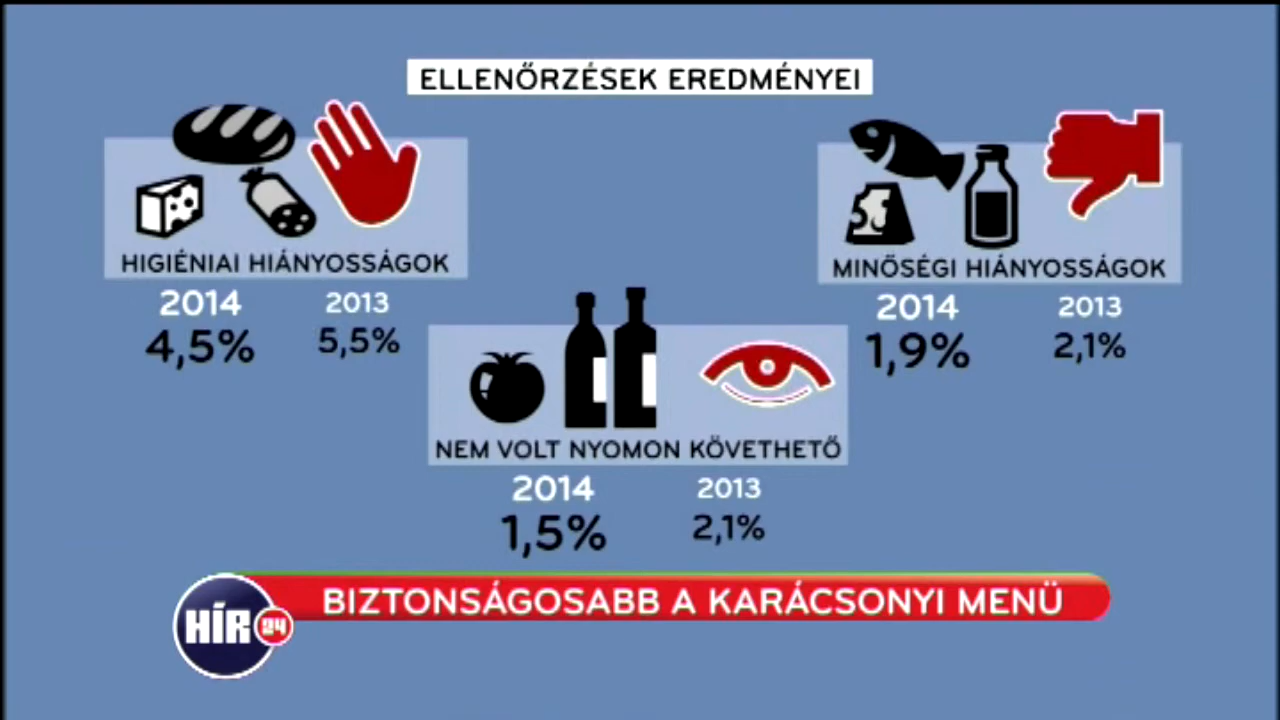 ELLENŐRZÉSEK EREDMÉNYEI
HIGIÉNIAI HIÁNYOSSÁGOK
2014 2013
4,5% 5,5%
MINŐSÉGI HIÁNYOSSÁGOK
2014 2013
1,9% 2,1%
NEM VOLT NYOMON KÖVETHETŐ
2014 2013
1,5% 2,1%
HÍR 24
BIZTONSÁGOSABB A KARÁCSONYI MENÜ